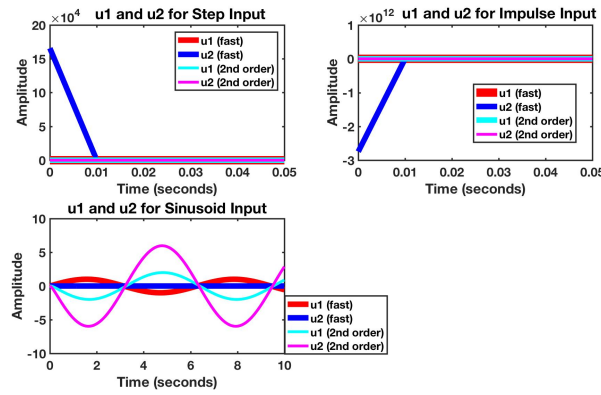 u1 and u2 for Step Input
20 ×10⁴
15
10
5
0
Amplitude
u1 (fast)
u2 (fast)
u1 (2nd order)
u2 (2nd order)
0 0.01 0.02 0.03 0.04 0.05
Time (seconds)
u1 and u2 for Impulse Input
1 ×10¹²
0
-1
-2
-3
Amplitude
u1 (fast)
u2 (fast)
u1 (2nd order)
u2 (2nd order)
0 0.01 0.02 0.03 0.04 0.05
Time (seconds)
u1 and u2 for Sinusoid Input
10
5
0
-5
-10
Amplitude
u1 (fast)
u2 (fast)
u1 (2nd order)
u2 (2nd order)
0 2 4 6 8 10
Time (seconds)